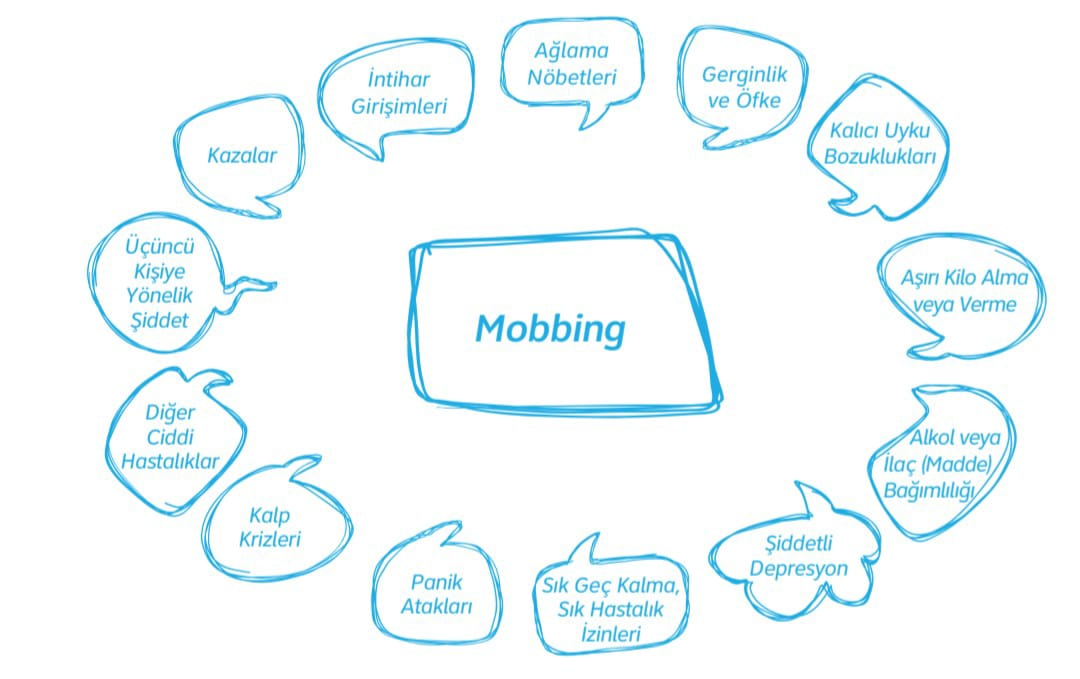 Ağlama
Nöbetleri
Gerginlik
ve Öfke
Kalıcı Uyku
Bozuklukları
Aşırı Kilo Alma
veya Verme
Alkol veya
İlaç (Madde)
Bağımlılığı
Şiddetli
Depresyon
Sık Geç Kalma,
Sık Hastalık
İzinleri
Panik
Atakları
Kalp
Krizleri
Diğer
Ciddi
Hastalıklar
Üçüncü
Kişiye
Yönelik
Şiddet
Kazalar
İntihar
Girişimleri
Mobbing